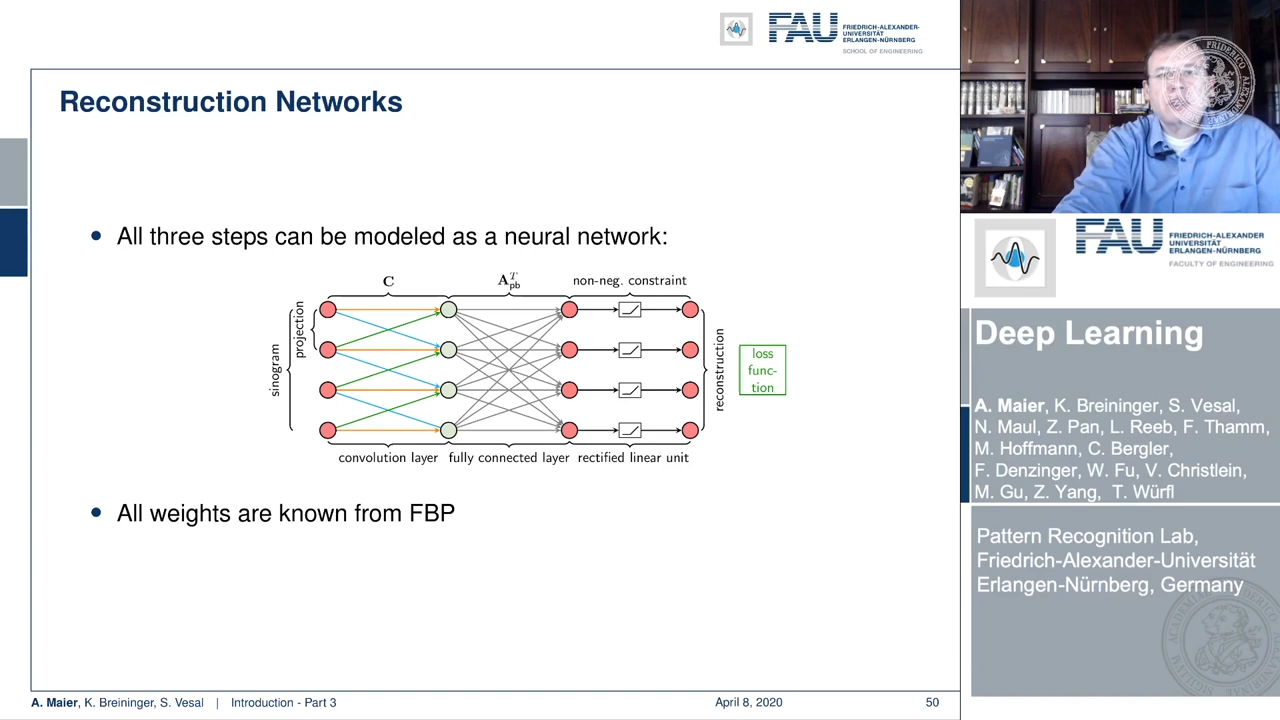 FAU
FRIEDRICH-ALEXANDER-
UNIVERSITÄT
ERLANGEN-NÜRNBERG
SCHOOL OF ENGINEERING
Reconstruction Networks
• All three steps can be modeled as a neural network:
C
A^T_pb
non-neg. constraint
sinogram
projection
reconstruction
loss
func-
tion
convolution layer
fully connected layer
rectified linear unit
• All weights are known from FBP
A. Maier, K. Breininger, S. Vesal | Introduction - Part 3
April 8, 2020
50
FAU
FRIEDRICH-ALEXANDER
UNIVERSITÄT
ERLANGEN-NÜRNBERG
FACULTY OF ENGINEERING
Deep Learning
A. Maier, K. Breininger, S. Vesal,
N. Maul, Z. Pan, L. Reeb, F. Thamm,
M. Hoffmann, C. Bergler,
F. Denzinger, W. Fu, V. Christlein,
M. Gu, Z. Yang, T. Würfl
Pattern Recognition Lab,
Friedrich-Alexander-Universität
Erlangen-Nürnberg, Germany